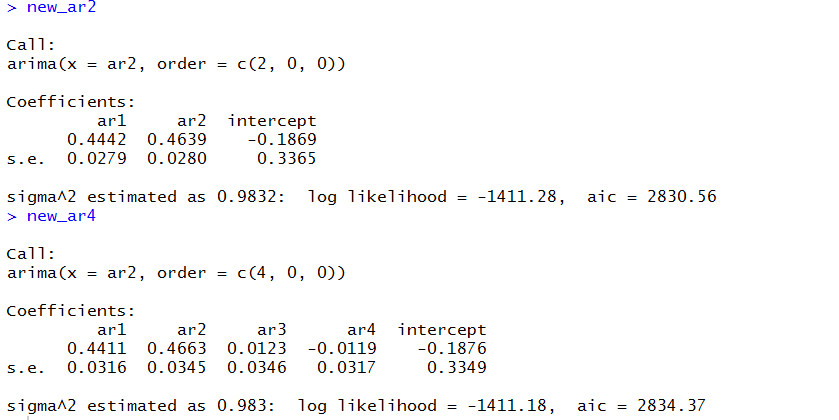 > new_ar2
Call:
arima(x = ar2, order = c(2, 0, 0))
Coefficients:
         ar1     ar2  intercept
      0.4442  0.4639    -0.1869
s.e.  0.0279  0.0280     0.3365
sigma^2 estimated as 0.9832:  log likelihood = -1411.28,  aic = 2830.56
> new_ar4
Call:
arima(x = ar2, order = c(4, 0, 0))
Coefficients:
         ar1     ar2     ar3      ar4  intercept
      0.4411  0.4663  0.0123  -0.0119    -0.1876
s.e.  0.0316  0.0345  0.0346   0.0317     0.3349
sigma^2 estimated as 0.983:  log likelihood = -1411.18,  aic = 2834.37